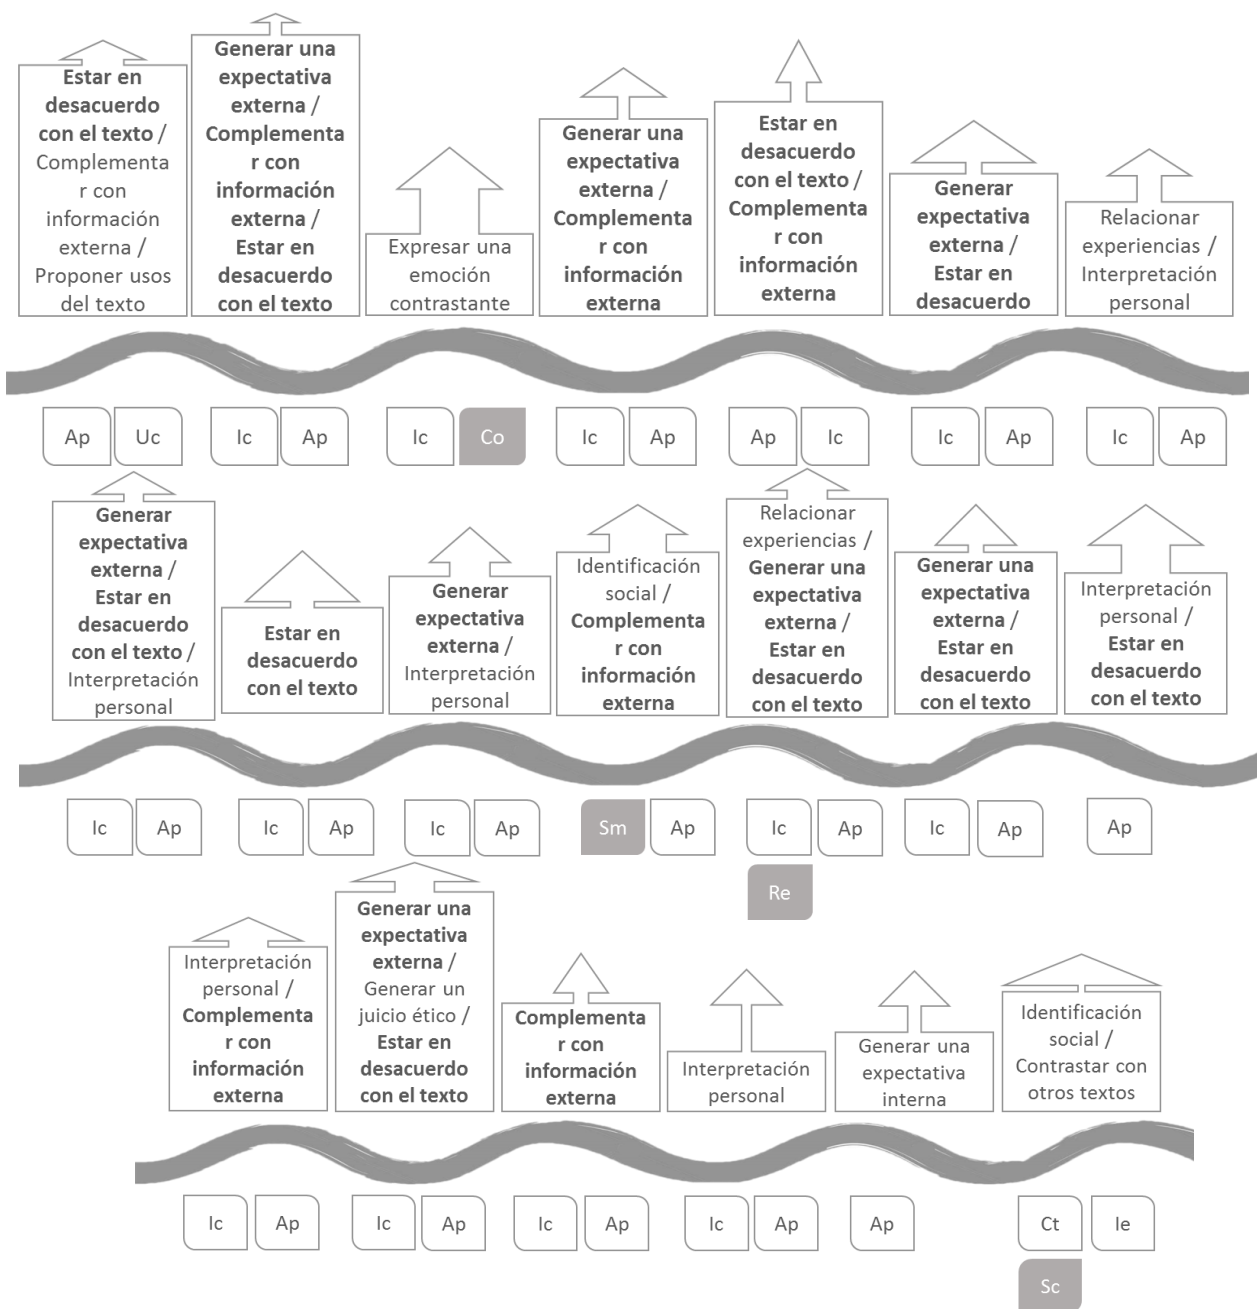 Estar en
desacuerdo
con el texto /
Complementa
r con
información
externa /
Proponer usos
del texto
Generar una
expectativa
externa /
Complementa
r con
información
externa /
Estar en
desacuerdo
con el texto
Expresar una
emoción
contrastante
Generar una
expectativa
externa /
Complementa
r con
información
externa
Estar en
desacuerdo
con el texto /
Complementa
r con
información
externa
Generar
expectativa
externa /
Estar en
desacuerdo
Relacionar
experiencias /
Interpretación
personal
Ap Uc Ic Ap Ic Co Ic Ap Ap Ic Ic Ap Ic Ap
Generar
expectativa
externa /
Estar en
desacuerdo
con el texto /
Interpretación
personal
Estar en
desacuerdo
con el texto
Generar
expectativa
externa /
Interpretación
personal
Identificación
social /
Complementa
r con
información
externa
Relacionar
experiencias /
Generar una
expectativa
externa /
Estar en
desacuerdo
con el texto
Generar una
expectativa
externa /
Estar en
desacuerdo
con el texto
Interpretación
personal /
Estar en
desacuerdo
con el texto
Ic Ap Ic Ap Ic Ap Sm Ap Ic Ap Ic Ap Ap
Re
Interpretación
personal /
Complementa
r con
información
externa
Generar una
expectativa
externa /
Generar un
juicio ético /
Estar en
desacuerdo
con el texto
Complementa
r con
información
externa
Interpretación
personal
Generar una
expectativa
interna
Identificación
social /
Contrastar con
otros textos
Ic Ap Ic Ap Ic Ap Ic Ap Ap Ct Ie
Sc